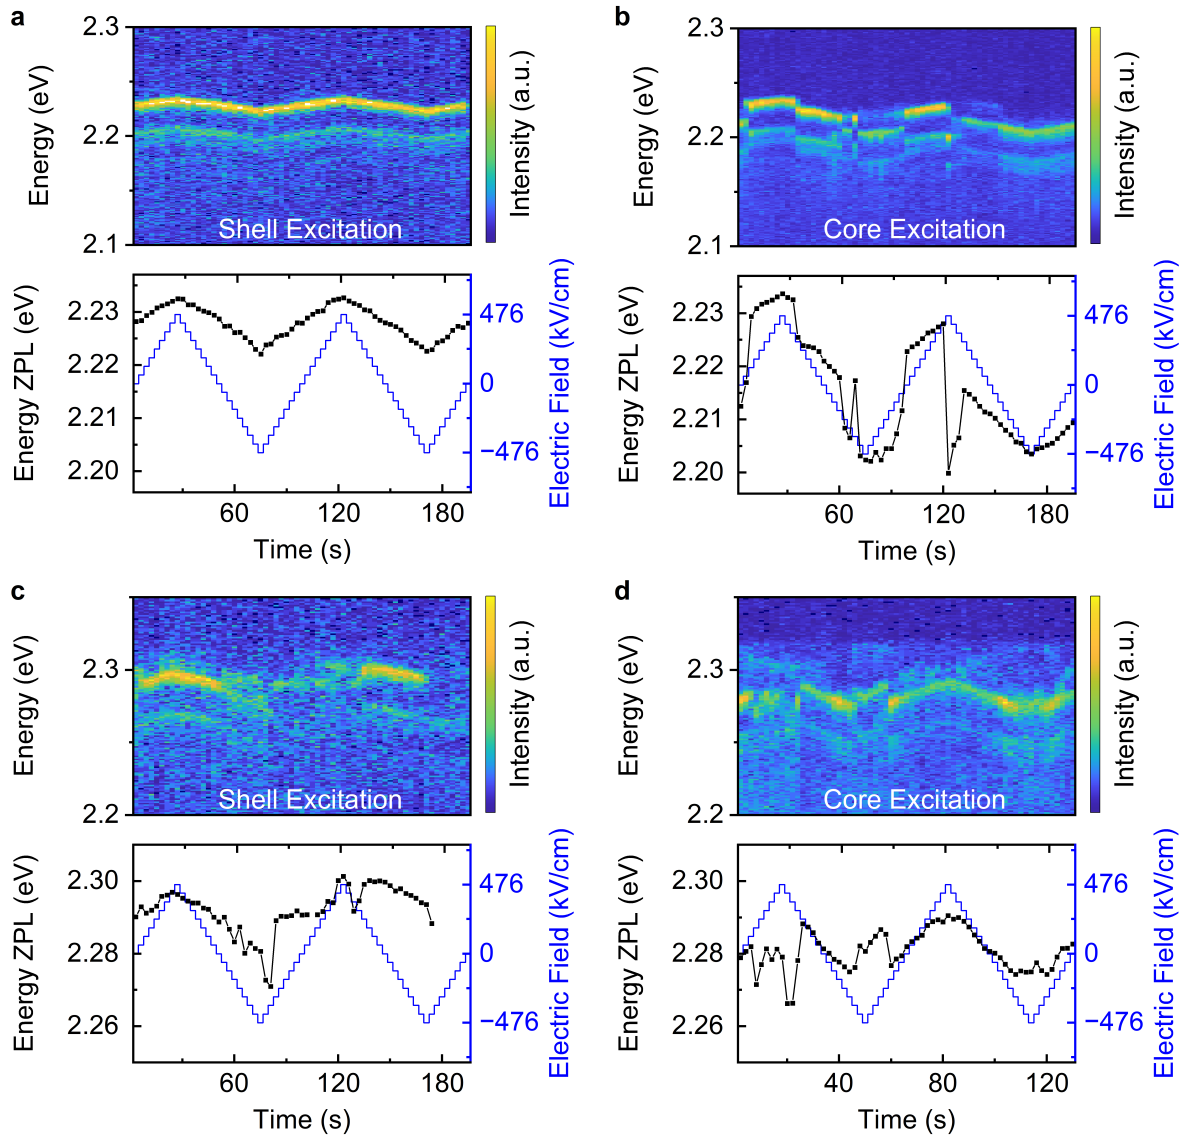 a
2.3
2.2
2.1
Energy (eV)
Shell Excitation
Intensity (a.u.)
2.23
2.22
2.21
2.20
Energy ZPL (eV)
476
0
−476
Electric Field (kV/cm)
60
120
180
Time (s)
b
2.3
2.2
2.1
Energy (eV)
Core Excitation
Intensity (a.u.)
2.23
2.22
2.21
2.20
Energy ZPL (eV)
476
0
−476
Electric Field (kV/cm)
60
120
180
Time (s)
c
2.3
2.2
Energy (eV)
Shell Excitation
Intensity (a.u.)
2.30
2.28
2.26
Energy ZPL (eV)
476
0
−476
Electric Field (kV/cm)
60
120
180
Time (s)
d
2.3
2.2
Energy (eV)
Core Excitation
Intensity (a.u.)
2.30
2.28
2.26
Energy ZPL (eV)
476
0
−476
Electric Field (kV/cm)
40
80
120
Time (s)